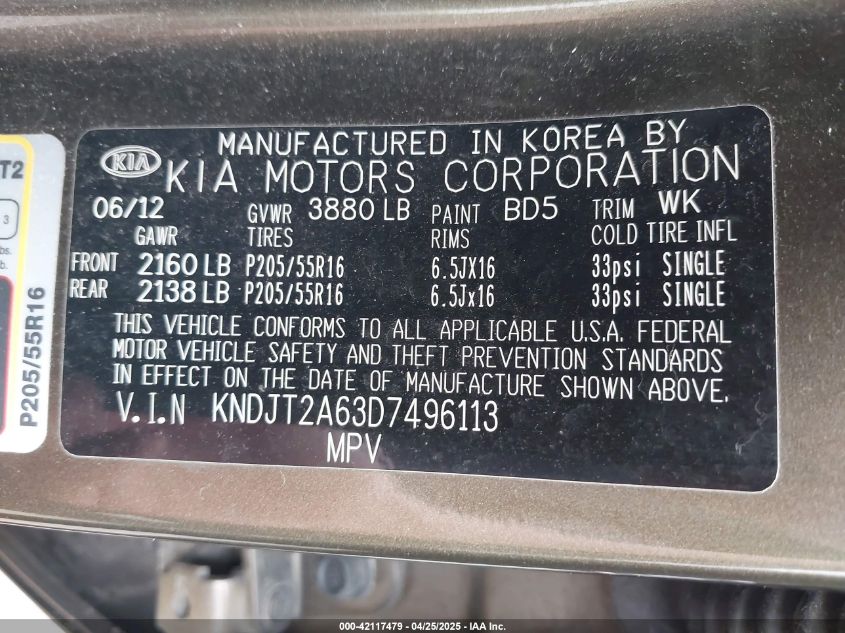 MANUFACTURED IN KOREA BY
KIA KIA MOTORS CORPORATION
06/12 GVWR 3880 LB PAINT BD5 TRIM WK
GAWR TIRES RIMS COLD TIRE INFL
FRONT 2160 LB P205/55R16 6.5JX16 33psi SINGLE
REAR 2138 LB P205/55R16 6.5Jx16 33psi SINGLE
THIS VEHICLE CONFORMS TO ALL APPLICABLE U.S.A. FEDERAL
MOTOR VEHICLE SAFETY AND THEFT PREVENTION STANDARDS
IN EFFECT ON THE DATE OF MANUFACTURE SHOWN ABOVE.
V.I.N KNDJT2A63D7496113
MPV
T2
3
bs.
b.
P205/55R16
000-42117479 - 04/25/2025 - IAA Inc.